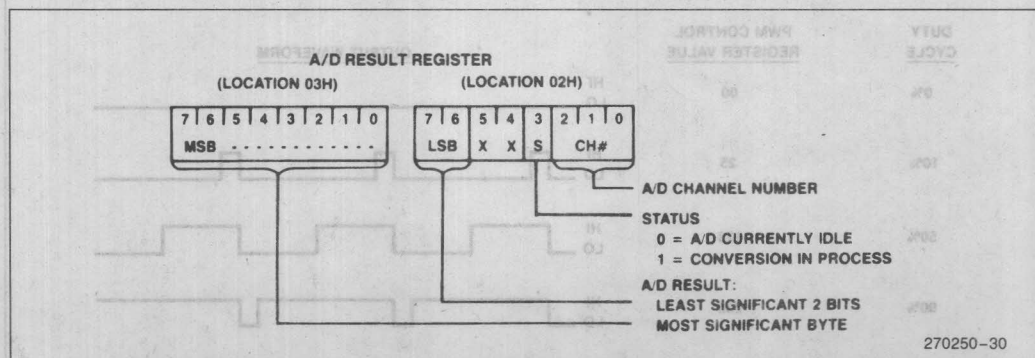 A/D RESULT REGISTER
(LOCATION 03H) (LOCATION 02H)
7 6 5 4 3 2 1 0 7 6 5 4 3 2 1 0
MSB - - - - - - - - - - - LSB X X S CH#
A/D CHANNEL NUMBER
STATUS
0 = A/D CURRENTLY IDLE
1 = CONVERSION IN PROCESS
A/D RESULT:
LEAST SIGNIFICANT 2 BITS
MOST SIGNIFICANT BYTE
270250-30